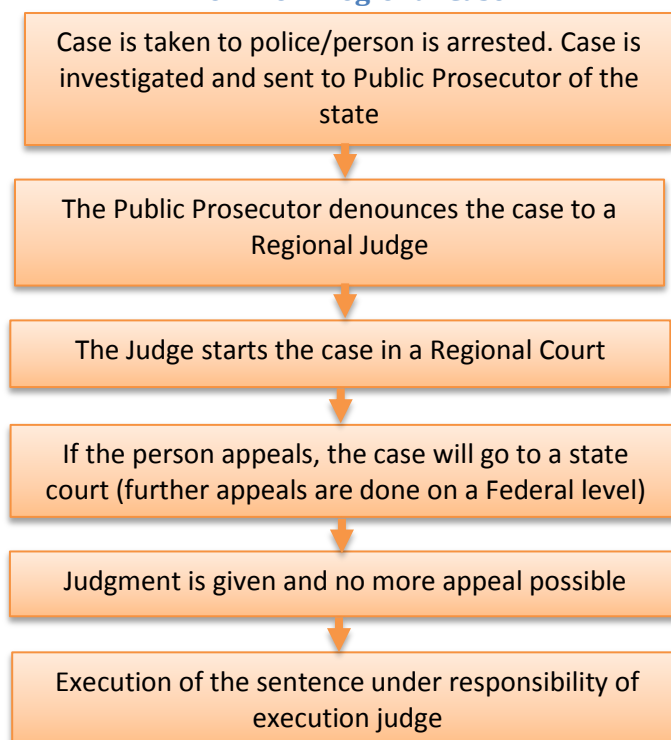 Case is taken to police/person is arrested. Case is
investigated and sent to Public Prosecutor of the
state
The Public Prosecutor denounces the case to a
Regional Judge
The Judge starts the case in a Regional Court
If the person appeals, the case will go to a state
court (further appeals are done on a Federal level)
Judgment is given and no more appeal possible
Execution of the sentence under responsibility of
execution judge